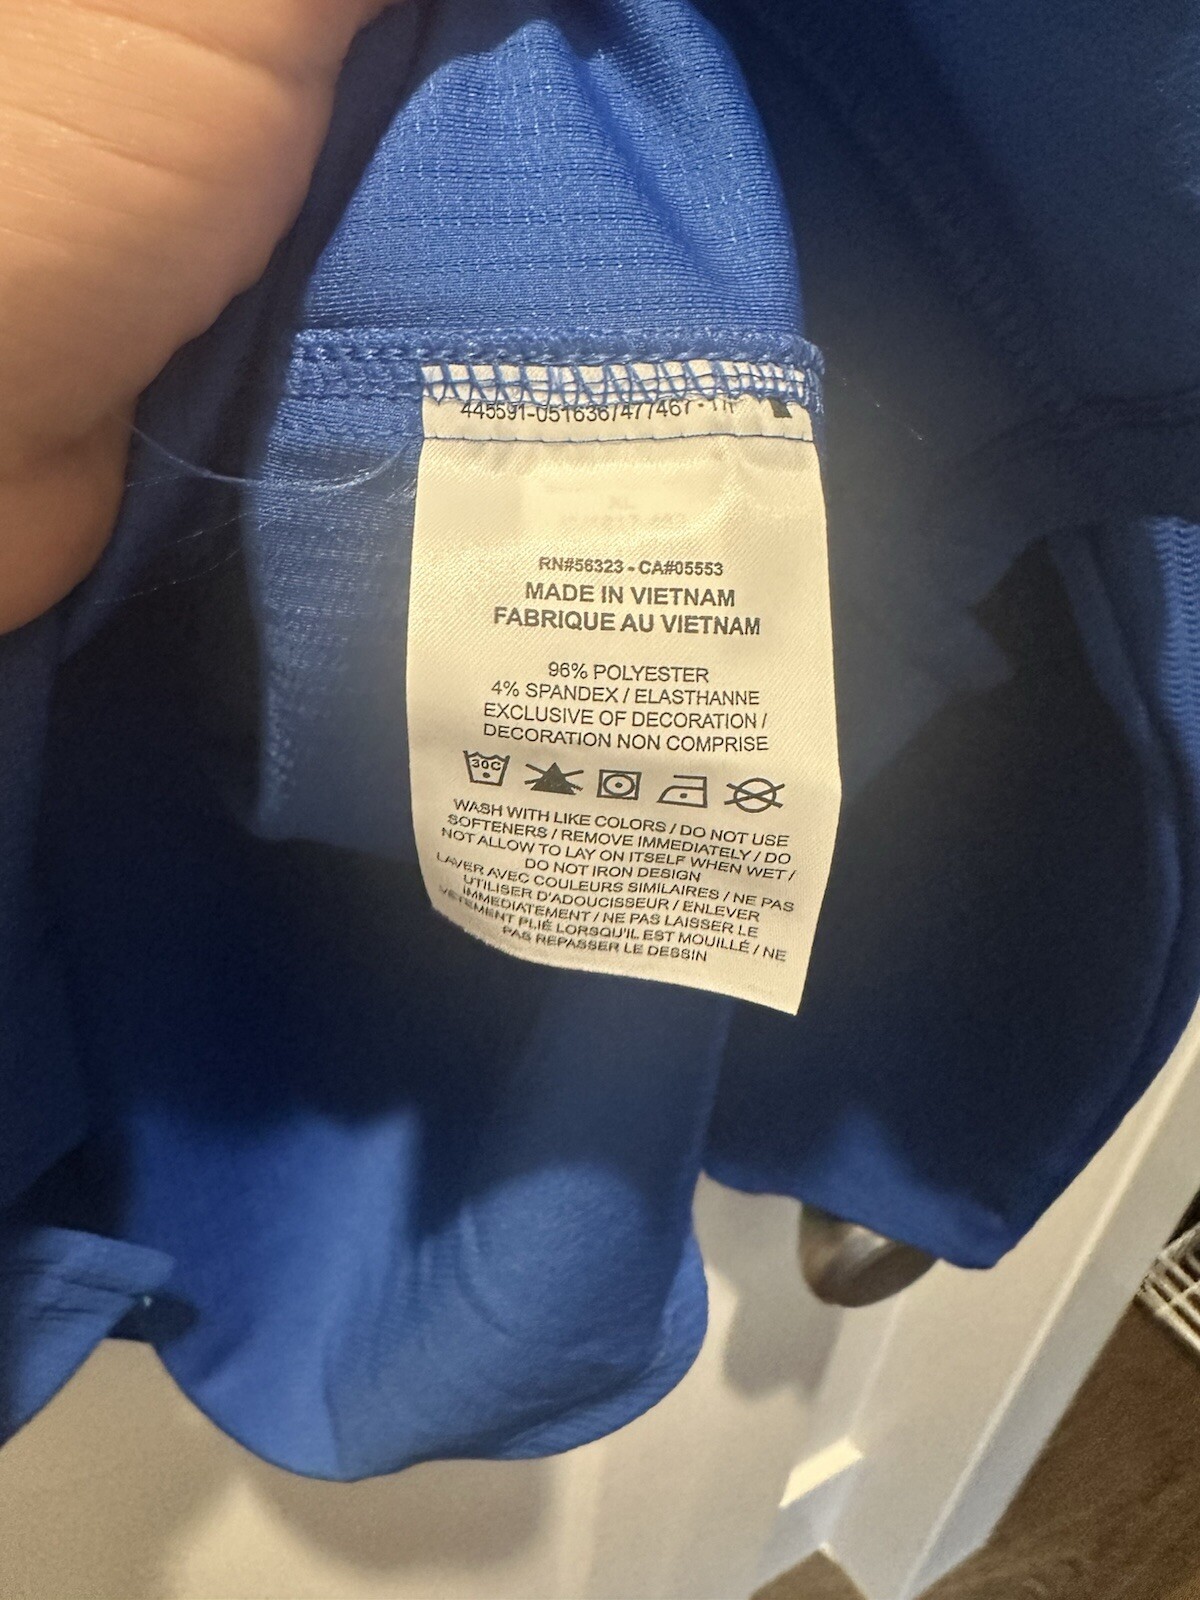 RN#56323 - CA#05553
MADE IN VIETNAM
FABRIQUE AU VIETNAM
96% POLYESTER
4% SPANDEX / ELASTHANNE
EXCLUSIVE OF DECORATION /
DECORATION NON COMPRISE
30C
WASH WITH LIKE COLORS / DO NOT USE
SOFTENERS / REMOVE IMMEDIATELY / DO
NOT ALLOW TO LAY ON ITSELF WHEN WET /
DO NOT IRON DESIGN
LAVER AVEC COULEURS SIMILAIRES / NE PAS
UTILISER D'ADOUCISSEUR / ENLEVER
IMMEDIATEMENT / NE PAS LAISSER LE
VETEMENT PLIÉ LORSQU'IL EST MOUILLÉ / NE
PAS REPASSER LE DESSIN